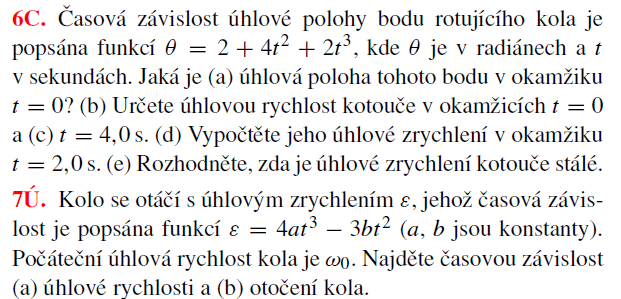 6C. Časová závislost úhlové polohy bodu rotujícího kola je
popsána funkcí θ = 2 + 4t² + 2t³, kde θ je v radiánech a t
v sekundách. Jaká je (a) úhlová poloha tohoto bodu v okamžiku
t = 0? (b) Určete úhlovou rychlost kotouče v okamžicích t = 0
a (c) t = 4,0 s. (d) Vypočtěte jeho úhlové zrychlení v okamžiku
t = 2,0 s. (e) Rozhodněte, zda je úhlové zrychlení kotouče stálé.
7Ú. Kolo se otáčí s úhlovým zrychlením ε, jehož časová závis-
lost je popsána funkcí ε = 4at³ − 3bt² (a, b jsou konstanty).
Počáteční úhlová rychlost kola je ω₀. Najděte časovou závislost
(a) úhlové rychlosti a (b) otočení kola.